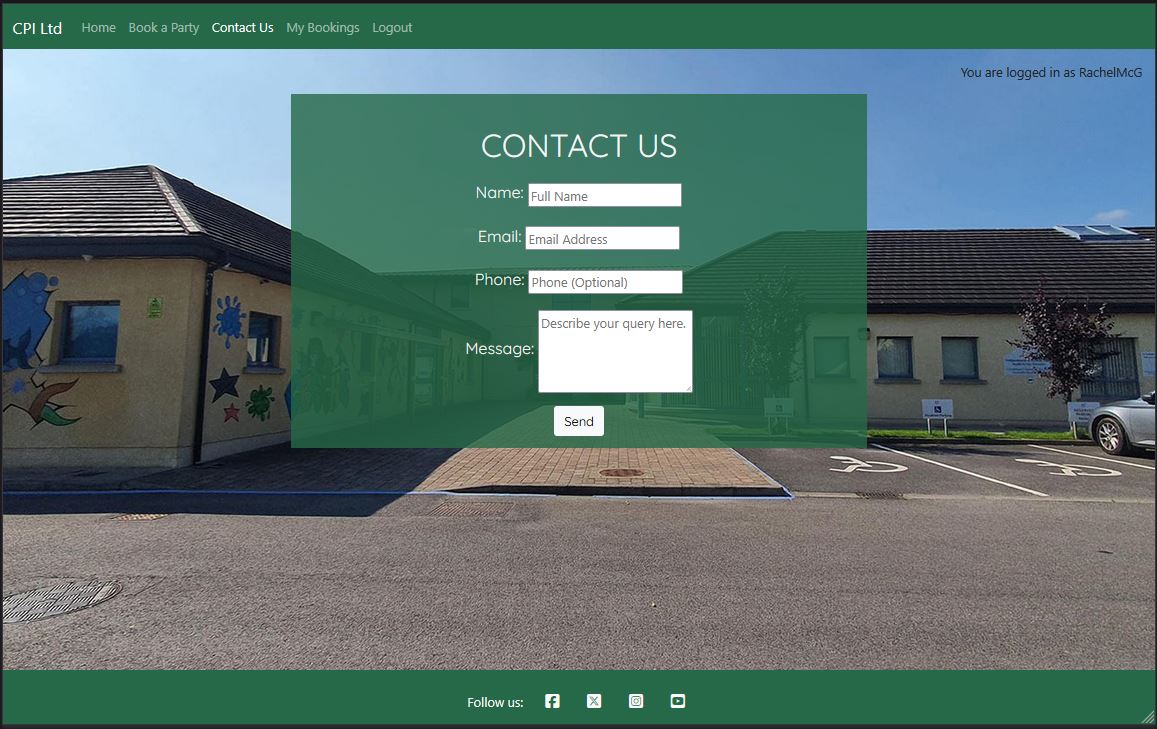 CPI Ltd Home Book a Party Contact Us My Bookings Logout
You are logged in as RachelMcG
CONTACT US
Name: Full Name
Email: Email Address
Phone: Phone (Optional)
Message: Describe your query here.
Send
Follow us: